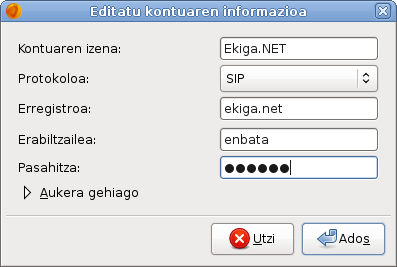 Editatu kontuaren informazioa
Kontuaren izena: Ekiga.NET
Protokoloa: SIP
Erregistroa: ekiga.net
Erabiltzailea: enbata
Pasahitza: ●●●●●●
Aukera gehiago
Utzi Ados